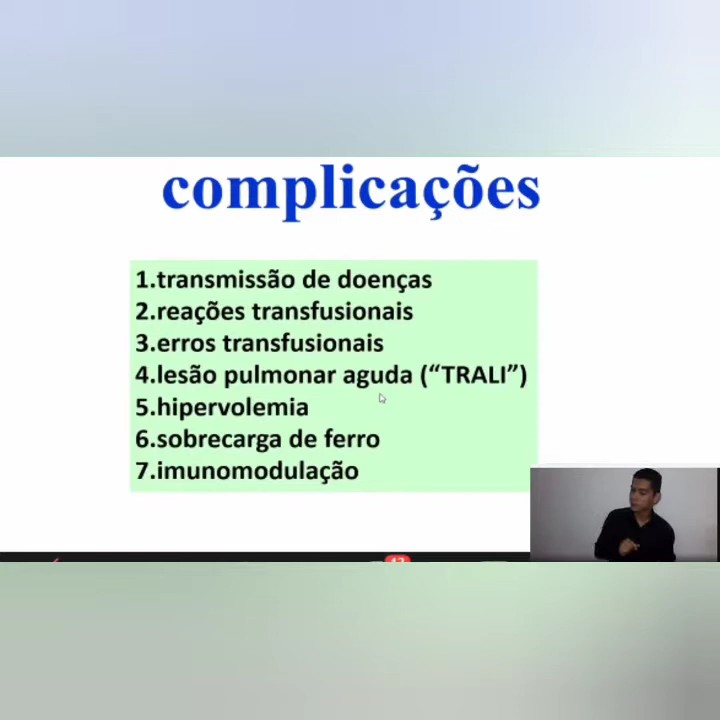 complicações
1.transmissão de doenças
2.reações transfusionais
3.erros transfusionais
4.lesão pulmonar aguda (“TRALI”)
5.hipervolemia
6.sobrecarga de ferro
7.imunomodulação